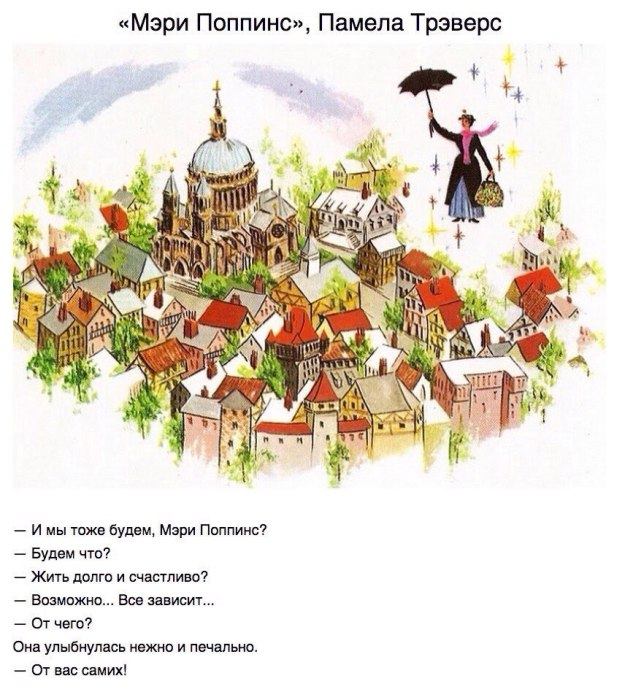 «Мэри Поппинс», Памела Трэверс
— И мы тоже будем, Мэри Поппинс?
— Будем что?
— Жить долго и счастливо?
— Возможно... Все зависит...
— От чего?
Она улыбнулась нежно и печально.
— От вас самих!